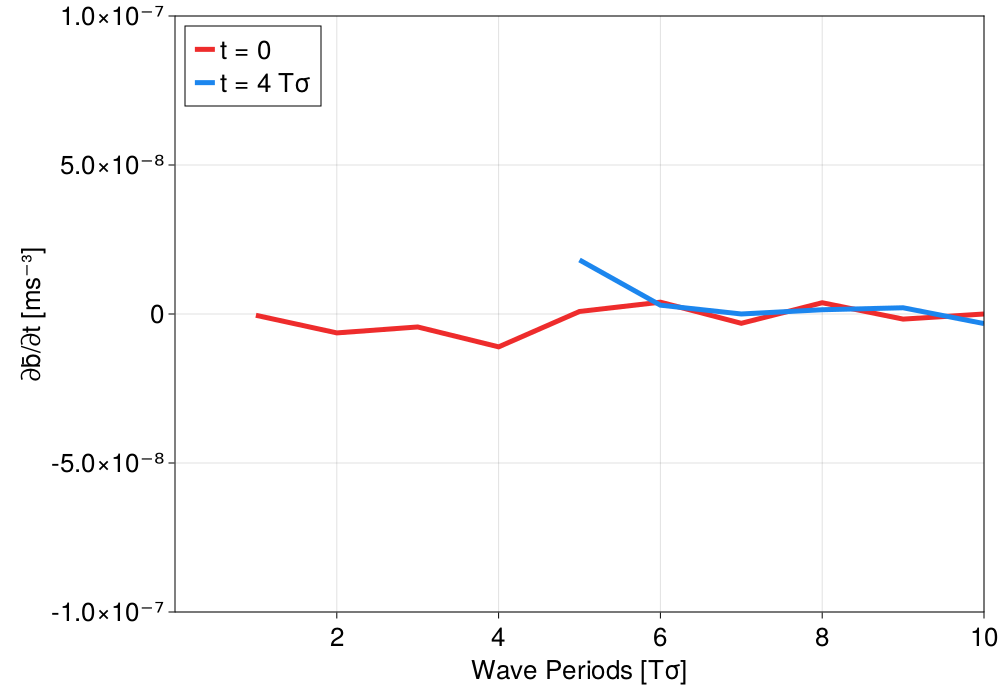 t = 0
t = 4 Tσ
1.0×10⁻⁷
5.0×10⁻⁸
0
-5.0×10⁻⁸
-1.0×10⁻⁷
∂b̄/∂t [ms⁻³]
2 4 6 8 10
Wave Periods [Tσ]